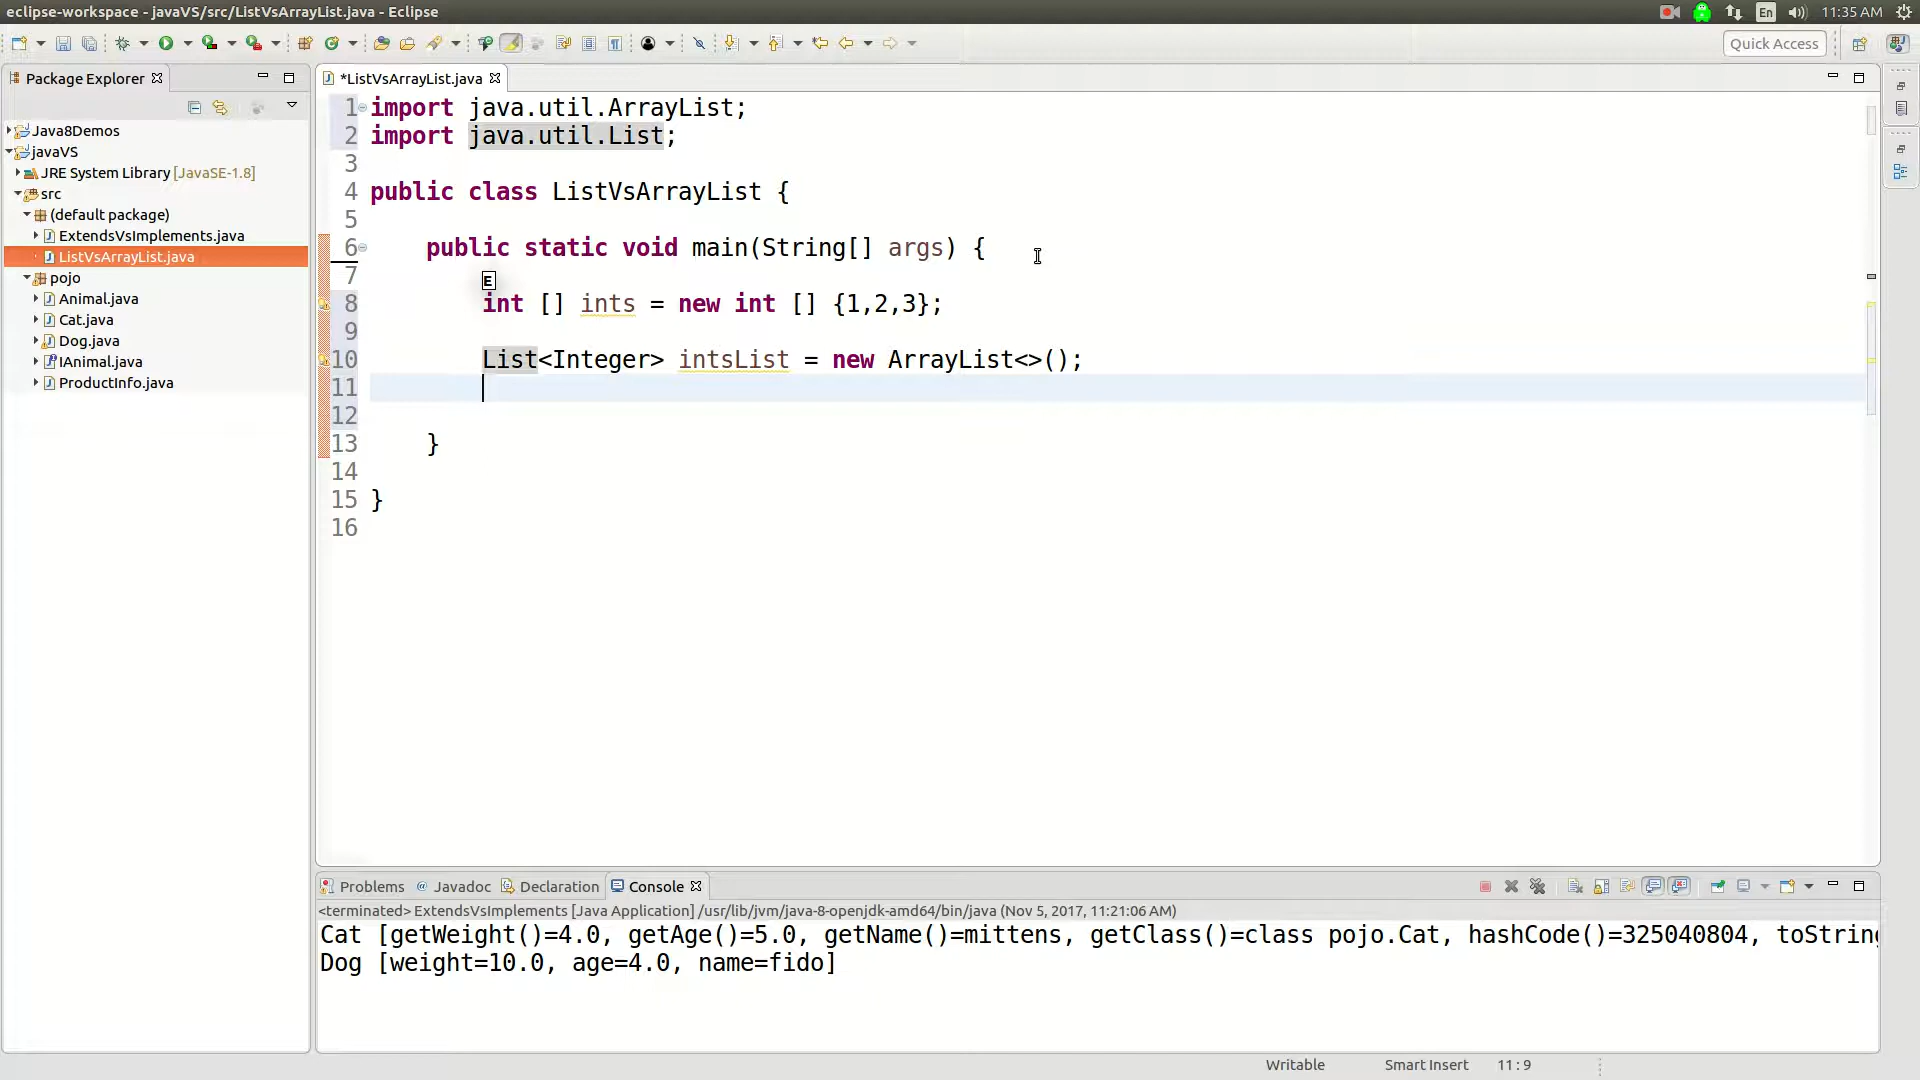 eclipse-workspace - javaVS/src/ListVsArrayList.java - Eclipse
En
11:35 AM
Quick Access
Package Explorer
Java8Demos
javaVS
JRE System Library [JavaSE-1.8]
src
(default package)
ExtendsVsImplements.java
ListVsArrayList.java
pojo
Animal.java
Cat.java
Dog.java
IAnimal.java
ProductInfo.java
*ListVsArrayList.java
1 import java.util.ArrayList;
2 import java.util.List;
3
4 public class ListVsArrayList {
5
6 public static void main(String[] args) {
7
E
8 int [] ints = new int [] {1,2,3};
9
10 List<Integer> intsList = new ArrayList<>();
11
12
13 }
14
15 }
16
Problems @ Javadoc Declaration Console
<terminated> ExtendsVsImplements [Java Application] /usr/lib/jvm/java-8-openjdk-amd64/bin/java (Nov 5, 2017, 11:21:06 AM)
Cat [getWeight()=4.0, getAge()=5.0, getName()=mittens, getClass()=class pojo.Cat, hashCode()=325040804, toString
Dog [weight=10.0, age=4.0, name=fido]
Writable
Smart Insert
11 : 9